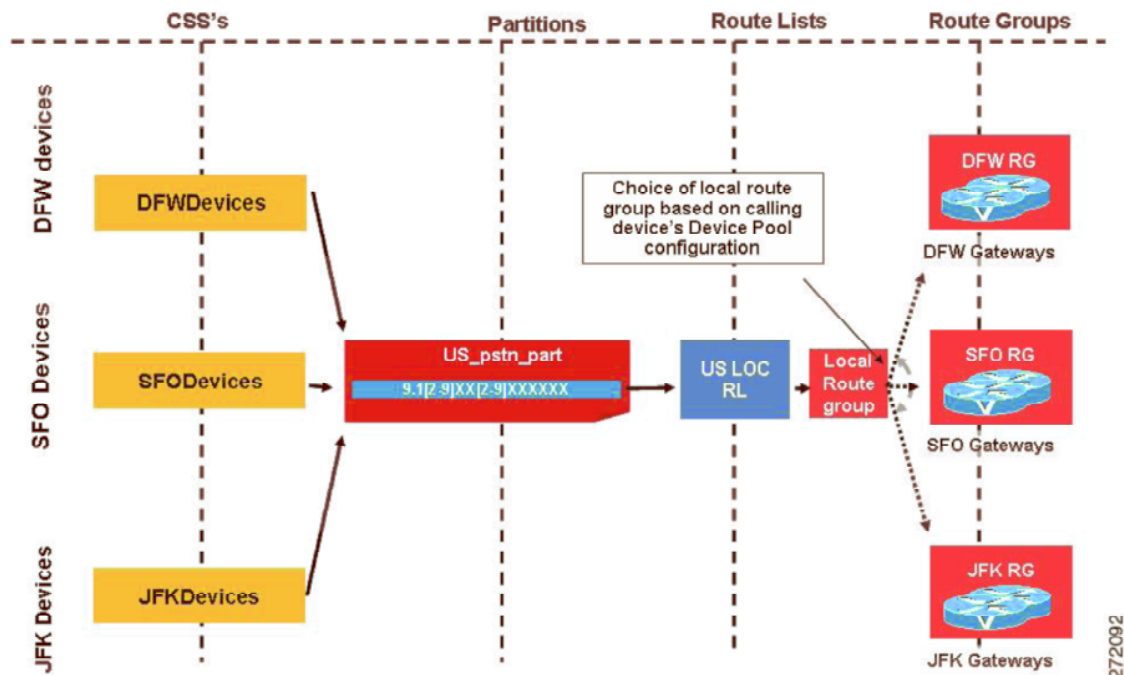 CSS's
Partitions
Route Lists
Route Groups
DFW devices
DFWDevices
Choice of local route
group based on calling
device's Device Pool
configuration
DFW RG
DFW Gateways
SFO Devices
SFODevices
US_pstn_part
9.1[2-9]XX[2-9]XXXXXX
US LOC
RL
Local
Route
group
SFO RG
SFO Gateways
JFK Devices
JFKDevices
JFK RG
JFK Gateways
272092